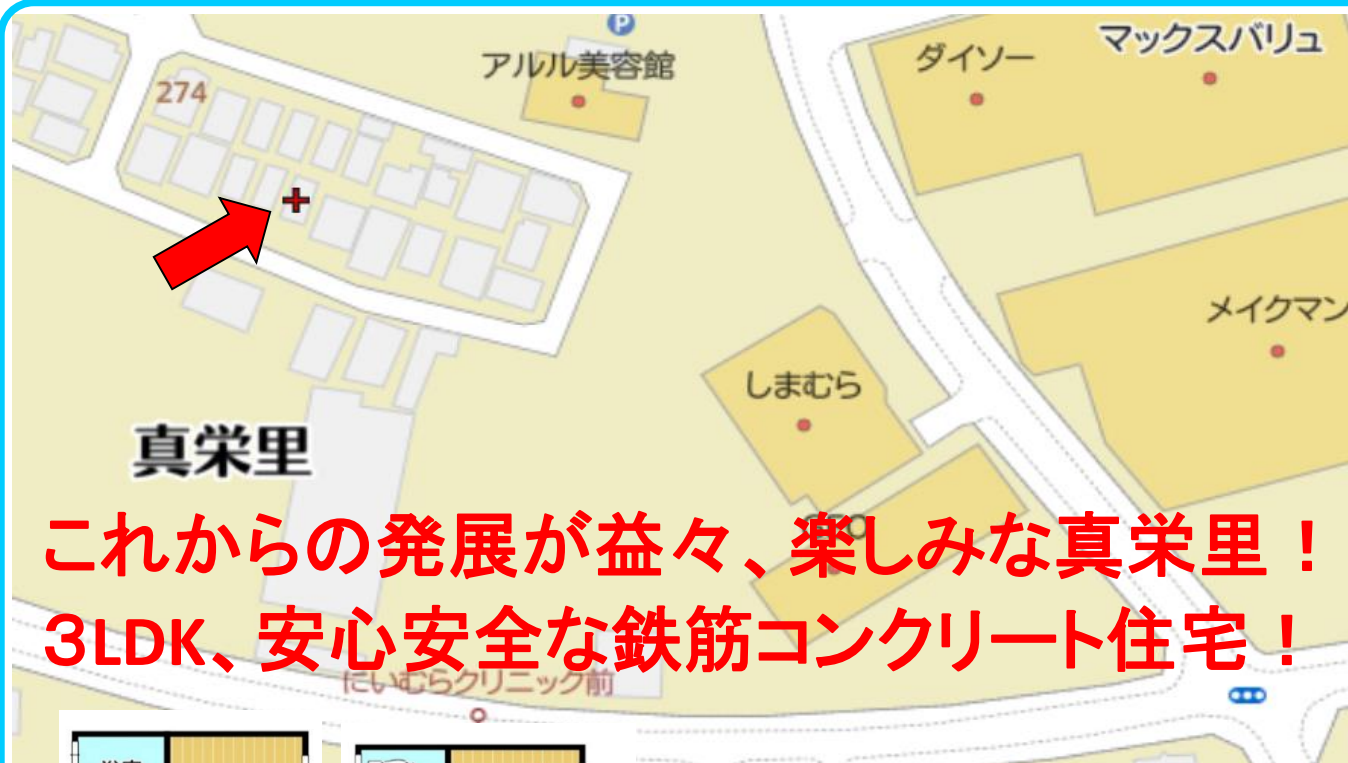 P
マックスバリュ
アルル美容館
ダイソー
274
メイクマン
しまむら
真栄里
これからの発展が益々、楽しみな真栄里！
GEO
３LDK、安心安全な鉄筋コンクリート住宅！
にいむらクリニック前